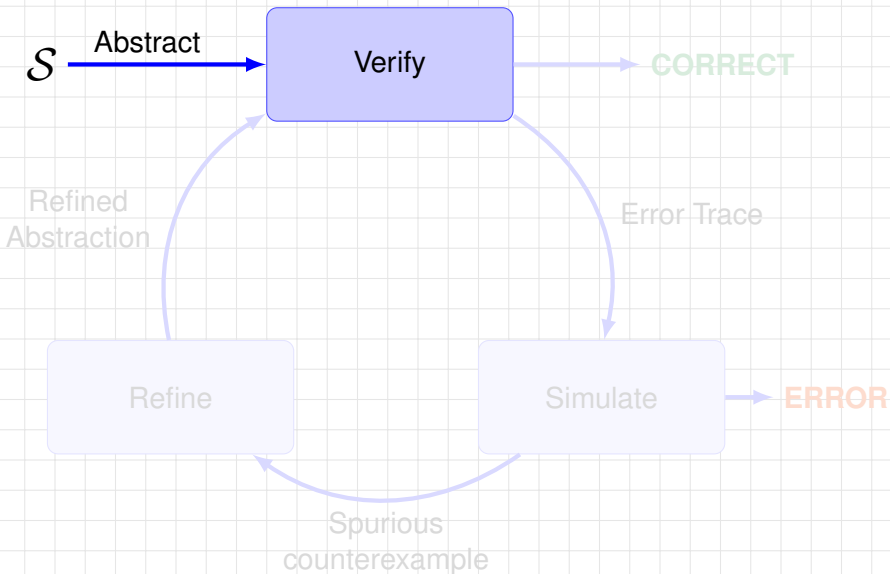 𝒮
Abstract
Verify
CORRECT
Refined
Abstraction
Error Trace
Refine
Simulate
ERROR
Spurious
counterexample